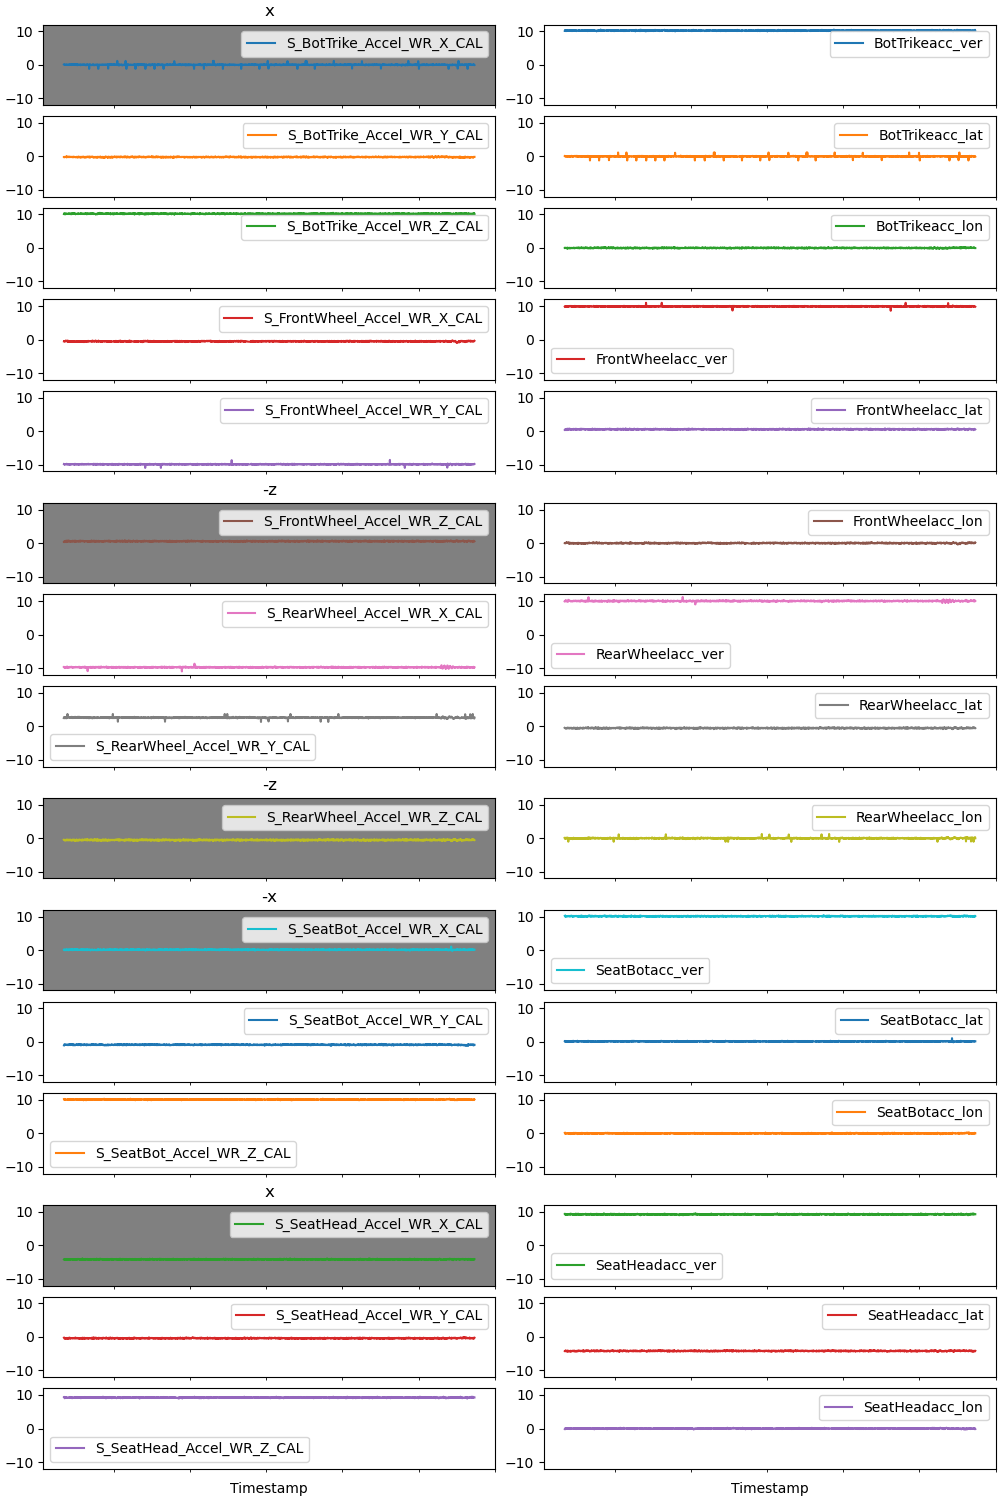 x
10
0
−10
S_BotTrike_Accel_WR_X_CAL
10
0
−10
BotTrikeacc_ver
10
0
−10
S_BotTrike_Accel_WR_Y_CAL
10
0
−10
BotTrikeacc_lat
10
0
−10
S_BotTrike_Accel_WR_Z_CAL
10
0
−10
BotTrikeacc_lon
10
0
−10
S_FrontWheel_Accel_WR_X_CAL
10
0
−10
FrontWheelacc_ver
10
0
−10
S_FrontWheel_Accel_WR_Y_CAL
10
0
−10
FrontWheelacc_lat
-z
10
0
−10
S_FrontWheel_Accel_WR_Z_CAL
10
0
−10
FrontWheelacc_lon
10
0
−10
S_RearWheel_Accel_WR_X_CAL
10
0
−10
RearWheelacc_ver
10
0
−10
S_RearWheel_Accel_WR_Y_CAL
10
0
−10
RearWheelacc_lat
-z
10
0
−10
S_RearWheel_Accel_WR_Z_CAL
10
0
−10
RearWheelacc_lon
-x
10
0
−10
S_SeatBot_Accel_WR_X_CAL
10
0
−10
SeatBotacc_ver
10
0
−10
S_SeatBot_Accel_WR_Y_CAL
10
0
−10
SeatBotacc_lat
10
0
−10
S_SeatBot_Accel_WR_Z_CAL
10
0
−10
SeatBotacc_lon
x
10
0
−10
S_SeatHead_Accel_WR_X_CAL
10
0
−10
SeatHeadacc_ver
10
0
−10
S_SeatHead_Accel_WR_Y_CAL
10
0
−10
SeatHeadacc_lat
10
0
−10
S_SeatHead_Accel_WR_Z_CAL
10
0
−10
SeatHeadacc_lon
Timestamp
Timestamp